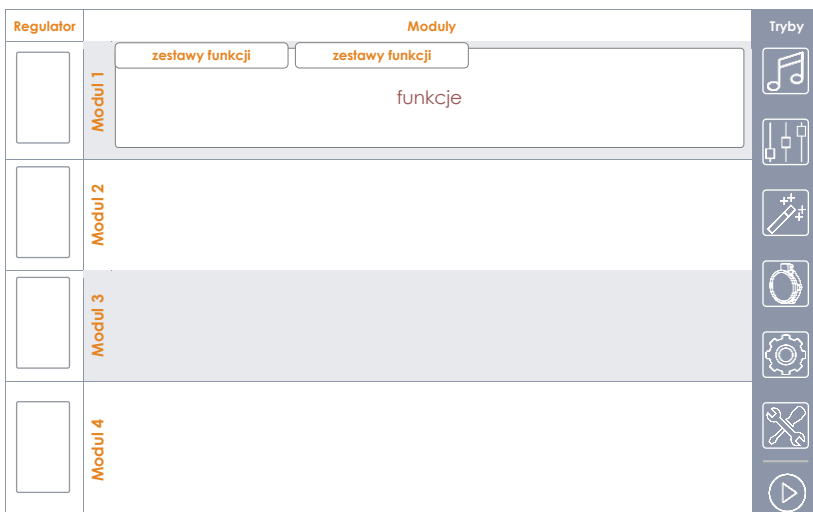 Regulator
Moduly
Tryby
zestawy funkcji
zestawy funkcji
funkcje
Modul 1
Modul 2
Modul 3
Modul 4